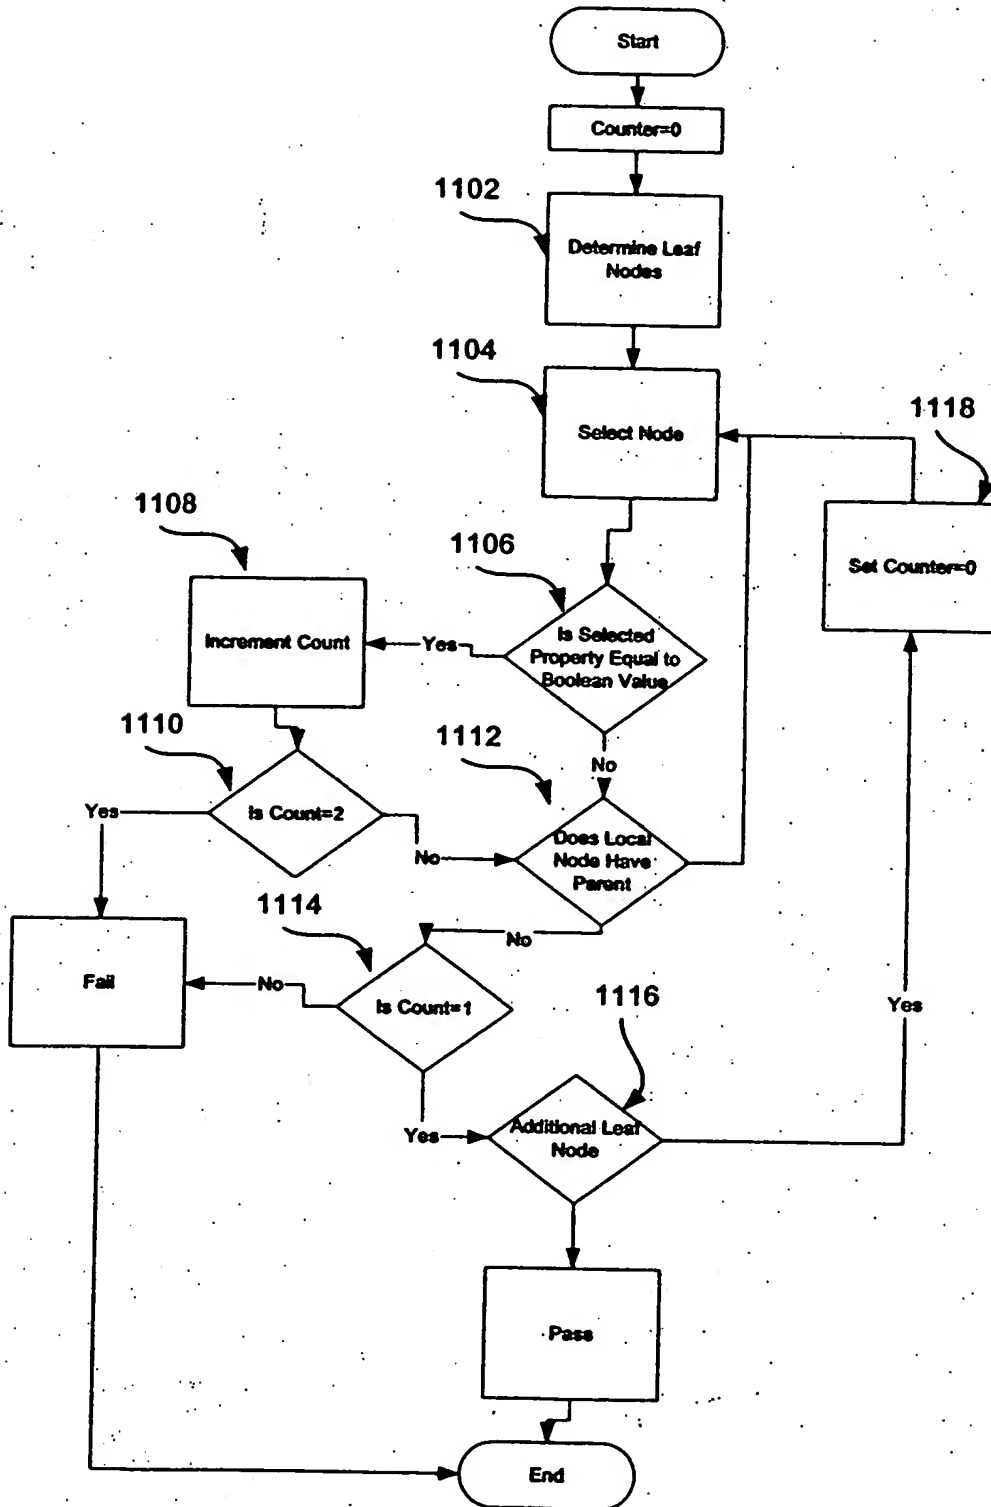 Start
Counter=0
1102
Determine Leaf
Nodes
1104
Select Node
1118
Set Counter=0
1108
Increment Count
1106
Is Selected
Property Equal to
Boolean Value
Yes
No
1110
Is Count=2
Yes
No
1112
Does Local
Node Have
Parent
No
1114
Is Count=1
No
Fail
Yes
1116
Additional Leaf
Node
Yes
Pass
End